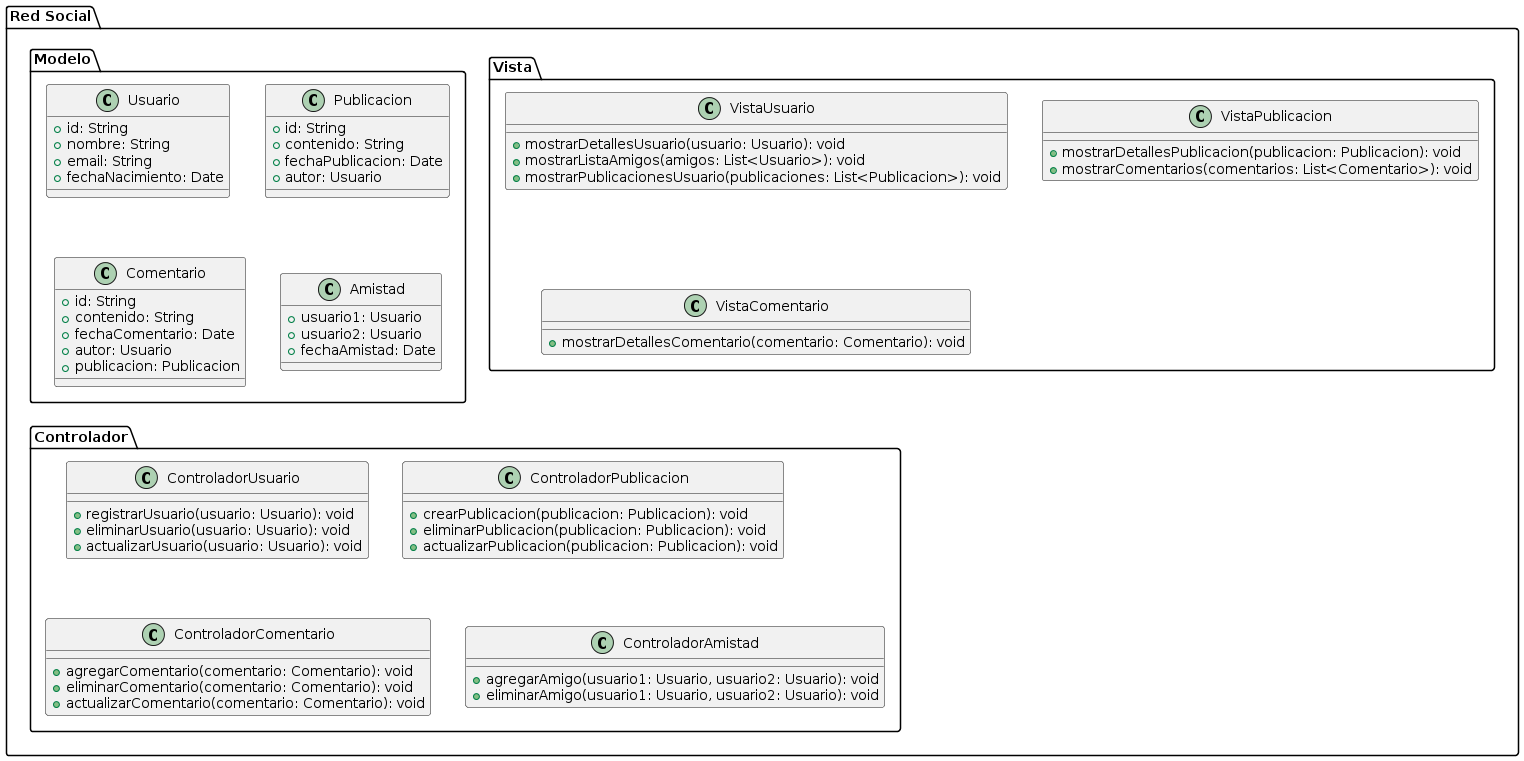 Red Social
Modelo
Usuario
id: String
nombre: String
email: String
fechaNacimiento: Date
Publicacion
id: String
contenido: String
fechaPublicacion: Date
autor: Usuario
Comentario
id: String
contenido: String
fechaComentario: Date
autor: Usuario
publicacion: Publicacion
Amistad
usuario1: Usuario
usuario2: Usuario
fechaAmistad: Date
Vista
VistaUsuario
mostrarDetallesUsuario(usuario: Usuario): void
mostrarListaAmigos(amigos: List<Usuario>): void
mostrarPublicacionesUsuario(publicaciones: List<Publicacion>): void
VistaPublicacion
mostrarDetallesPublicacion(publicacion: Publicacion): void
mostrarComentarios(comentarios: List<Comentario>): void
VistaComentario
mostrarDetallesComentario(comentario: Comentario): void
Controlador
ControladorUsuario
registrarUsuario(usuario: Usuario): void
eliminarUsuario(usuario: Usuario): void
actualizarUsuario(usuario: Usuario): void
ControladorPublicacion
crearPublicacion(publicacion: Publicacion): void
eliminarPublicacion(publicacion: Publicacion): void
actualizarPublicacion(publicacion: Publicacion): void
ControladorComentario
agregarComentario(comentario: Comentario): void
eliminarComentario(comentario: Comentario): void
actualizarComentario(comentario: Comentario): void
ControladorAmistad
agregarAmigo(usuario1: Usuario, usuario2: Usuario): void
eliminarAmigo(usuario1: Usuario, usuario2: Usuario): void